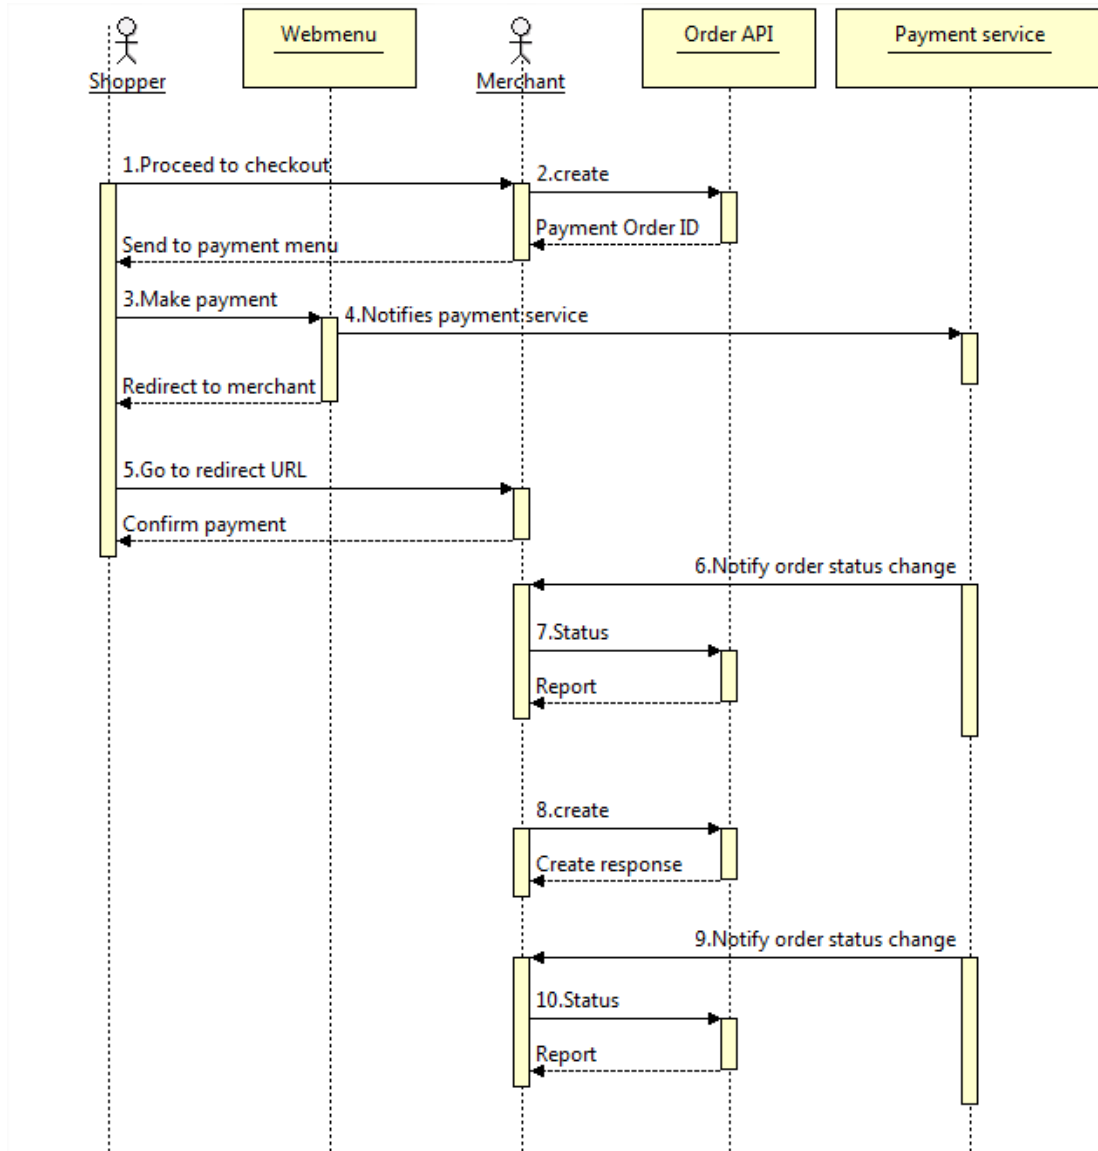 Shopper
Webmenu
Merchant
Order API
Payment service
1.Proceed to checkout
2.create
Payment Order ID
Send to payment menu
3.Make payment
4.Notifies payment service
Redirect to merchant
5.Go to redirect URL
Confirm payment
6.Notify order status change
7.Status
Report
8.create
Create response
9.Notify order status change
10.Status
Report